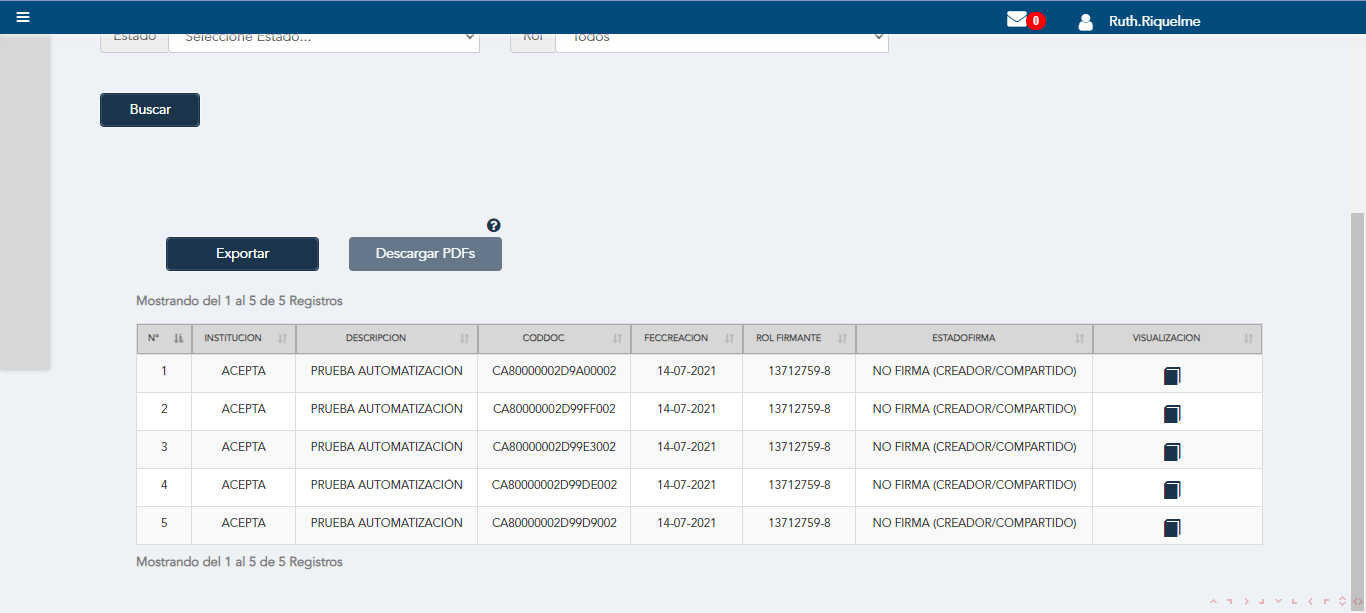 0 Ruth.Riquelme
Estado Seleccione Estado... Rol Todos
Buscar
?
Exportar Descargar PDFs
Mostrando del 1 al 5 de 5 Registros
N° INSTITUCION DESCRIPCION CODDOC FECCREACION ROL FIRMANTE ESTADOFIRMA VISUALIZACION
1 ACEPTA PRUEBA AUTOMATIZACIÓN CA80000002D9A00002 14-07-2021 13712759-8 NO FIRMA (CREADOR/COMPARTIDO)
2 ACEPTA PRUEBA AUTOMATIZACIÓN CA80000002D99FF002 14-07-2021 13712759-8 NO FIRMA (CREADOR/COMPARTIDO)
3 ACEPTA PRUEBA AUTOMATIZACIÓN CA80000002D99E3002 14-07-2021 13712759-8 NO FIRMA (CREADOR/COMPARTIDO)
4 ACEPTA PRUEBA AUTOMATIZACIÓN CA80000002D99DE002 14-07-2021 13712759-8 NO FIRMA (CREADOR/COMPARTIDO)
5 ACEPTA PRUEBA AUTOMATIZACIÓN CA80000002D99D9002 14-07-2021 13712759-8 NO FIRMA (CREADOR/COMPARTIDO)
Mostrando del 1 al 5 de 5 Registros